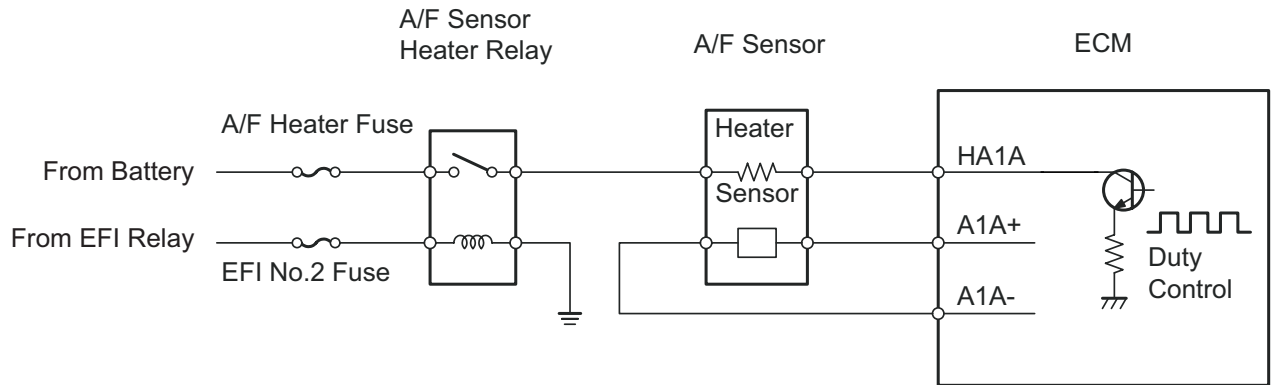 A/F Sensor
Heater Relay
A/F Sensor
ECM
A/F Heater Fuse
Heater
HA1A
From Battery
Sensor
A1A+
From EFI Relay
EFI No.2 Fuse
Duty
Control
A1A-